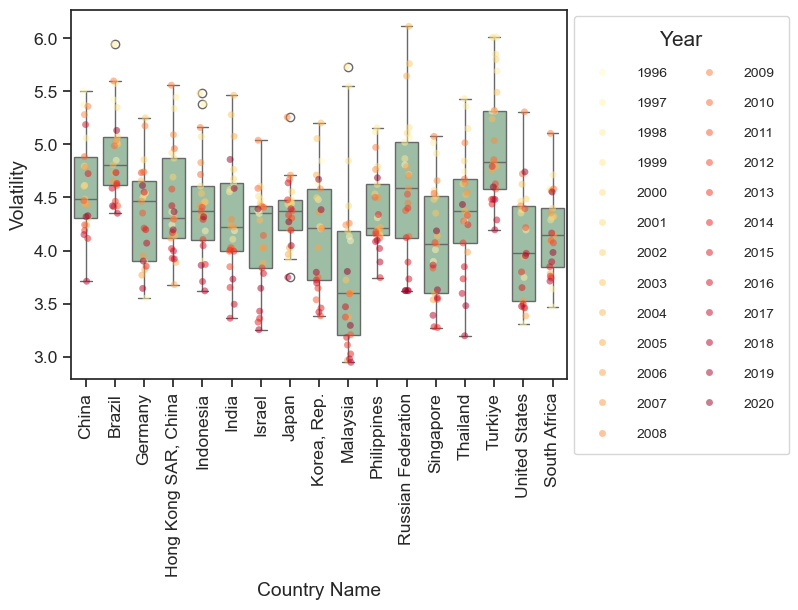 6.0
5.5
5.0
4.5
4.0
3.5
3.0
Volatility
China
Brazil
Germany
Hong Kong SAR, China
Indonesia
India
Israel
Japan
Korea, Rep.
Malaysia
Philippines
Russian Federation
Singapore
Thailand
Turkiye
United States
South Africa
Country Name
Year
1996
1997
1998
1999
2000
2001
2002
2003
2004
2005
2006
2007
2008
2009
2010
2011
2012
2013
2014
2015
2016
2017
2018
2019
2020